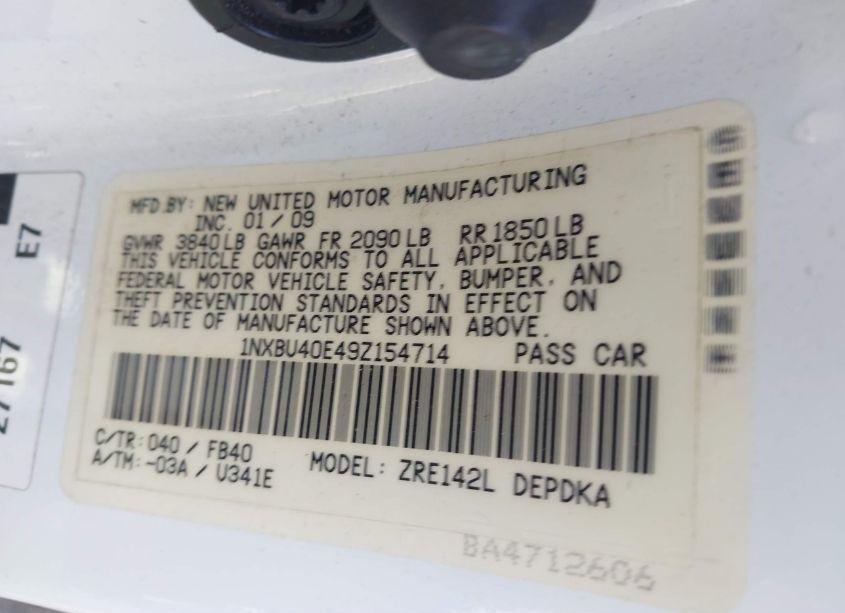 MFD.BY: NEW UNITED MOTOR MANUFACTURING
INC. 01 / 09
GVWR 3840LB GAWR FR 2090LB RR 1850LB
THIS VEHICLE CONFORMS TO ALL APPLICABLE
FEDERAL MOTOR VEHICLE SAFETY, BUMPER, AND
THEFT PREVENTION STANDARDS IN EFFECT ON
THE DATE OF MANUFACTURE SHOWN ABOVE.
1NXBU40E49Z154714 PASS CAR
C/TR: 040 / FB40
A/TM: -03A / U341E
MODEL: ZRE142L DEPDKA
BA4712606
E7